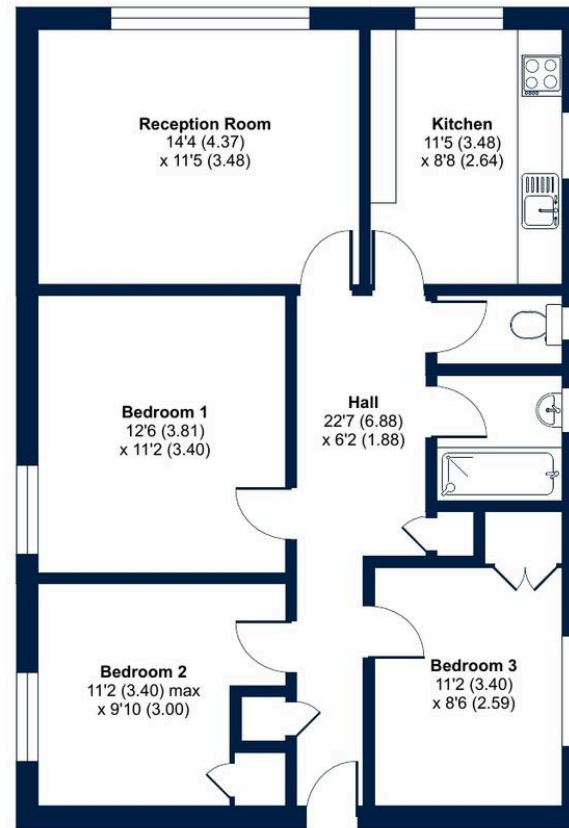 Reception Room
14'4 (4.37)
x 11'5 (3.48)
Kitchen
11'5 (3.48)
x 8'8 (2.64)
Bedroom 1
12'6 (3.81)
x 11'2 (3.40)
Hall
22'7 (6.88)
x 6'2 (1.88)
Bedroom 2
11'2 (3.40) max
x 9'10 (3.00)
Bedroom 3
11'2 (3.40)
x 8'6 (2.59)